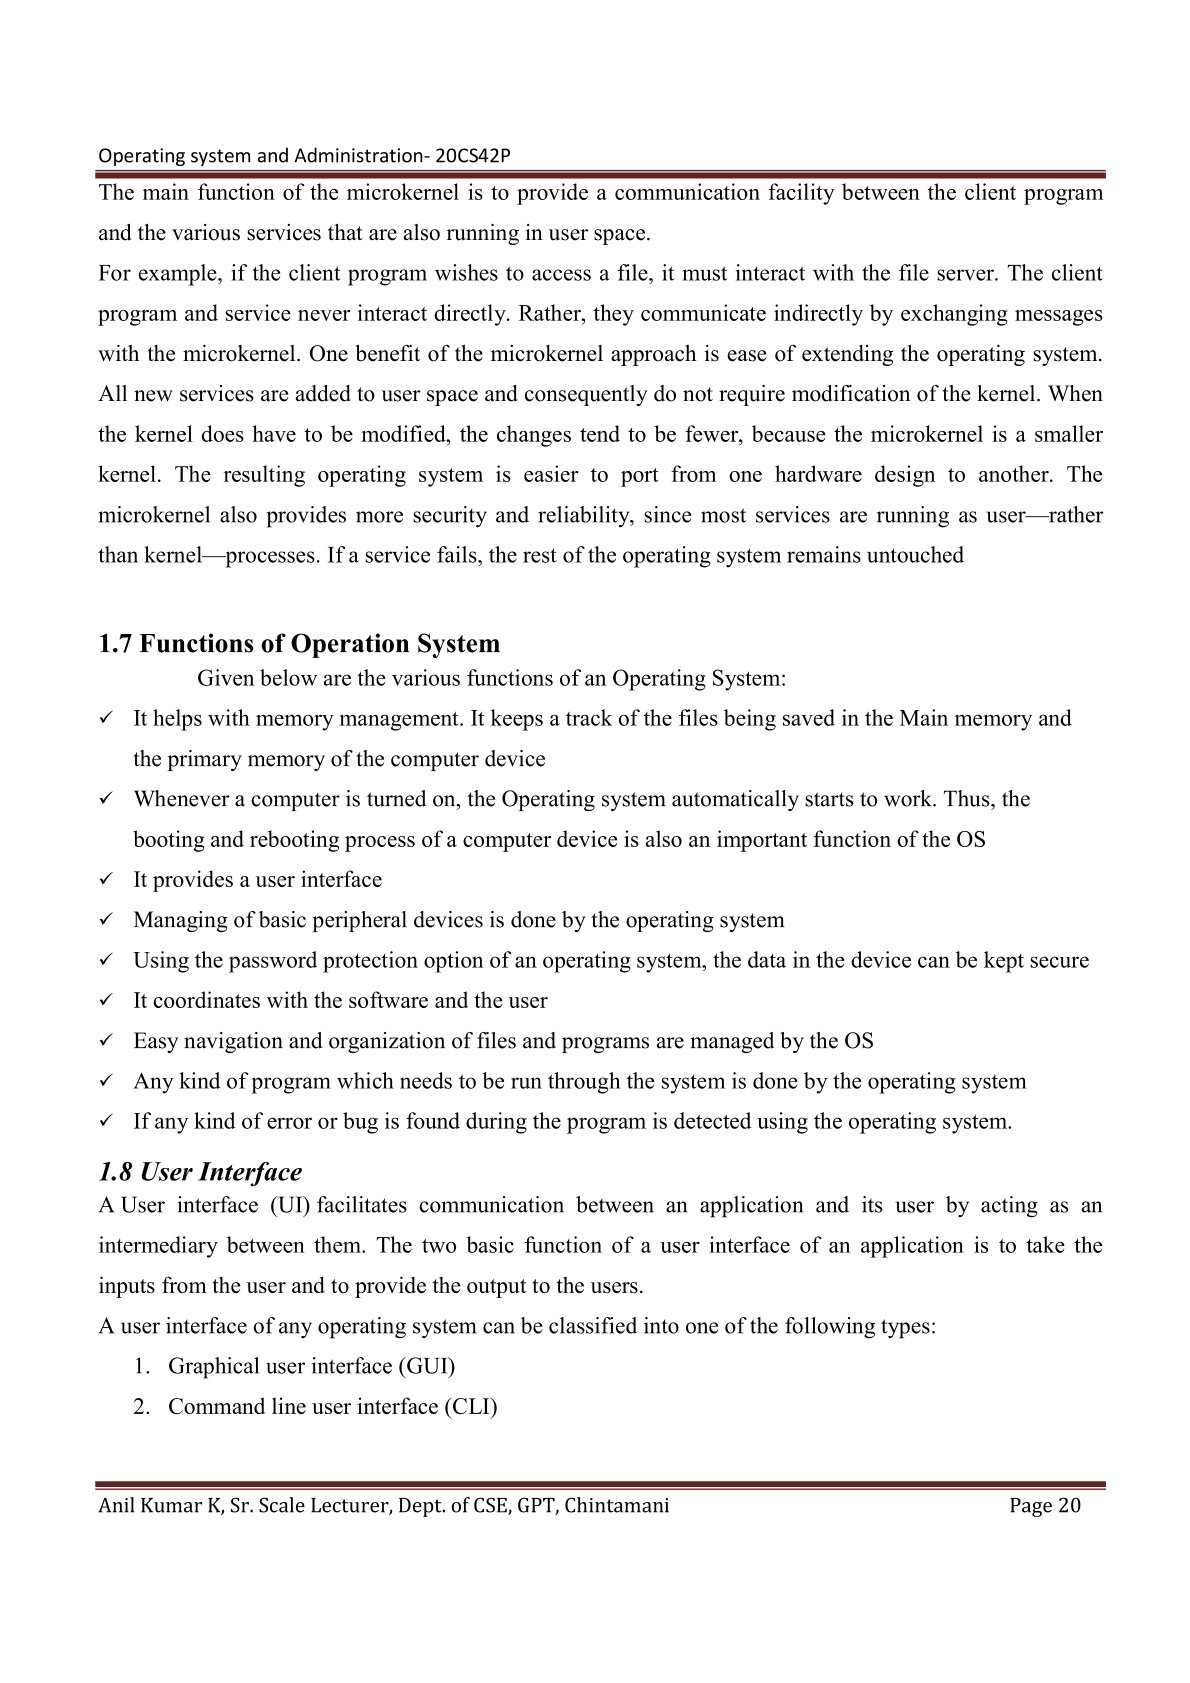 Operating system and Administration- 20CS42P
The main function of the microkernel is to provide a communication facility between the client program
and the various services that are also running in user space.
For example, if the client program wishes to access a file, it must interact with the file server. The client
program and service never interact directly. Rather, they communicate indirectly by exchanging messages
with the microkernel. One benefit of the microkernel approach is ease of extending the operating system.
All new services are added to user space and consequently do not require modification of the kernel. When
the kernel does have to be modified, the changes tend to be fewer, because the microkernel is a smaller
kernel. The resulting operating system is easier to port from one hardware design to another. The
microkernel also provides more security and reliability, since most services are running as user—rather
than kernel—processes. If a service fails, the rest of the operating system remains untouched
1.7 Functions of Operation System
Given below are the various functions of an Operating System:
✓ It helps with memory management. It keeps a track of the files being saved in the Main memory and
the primary memory of the computer device
✓ Whenever a computer is turned on, the Operating system automatically starts to work. Thus, the
booting and rebooting process of a computer device is also an important function of the OS
✓ It provides a user interface
✓ Managing of basic peripheral devices is done by the operating system
✓ Using the password protection option of an operating system, the data in the device can be kept secure
✓ It coordinates with the software and the user
✓ Easy navigation and organization of files and programs are managed by the OS
✓ Any kind of program which needs to be run through the system is done by the operating system
✓ If any kind of error or bug is found during the program is detected using the operating system.
1.8 User Interface
A User interface (UI) facilitates communication between an application and its user by acting as an
intermediary between them. The two basic function of a user interface of an application is to take the
inputs from the user and to provide the output to the users.
A user interface of any operating system can be classified into one of the following types:
1. Graphical user interface (GUI)
2. Command line user interface (CLI)
Anil Kumar K, Sr. Scale Lecturer, Dept. of CSE, GPT, Chintamani Page 20